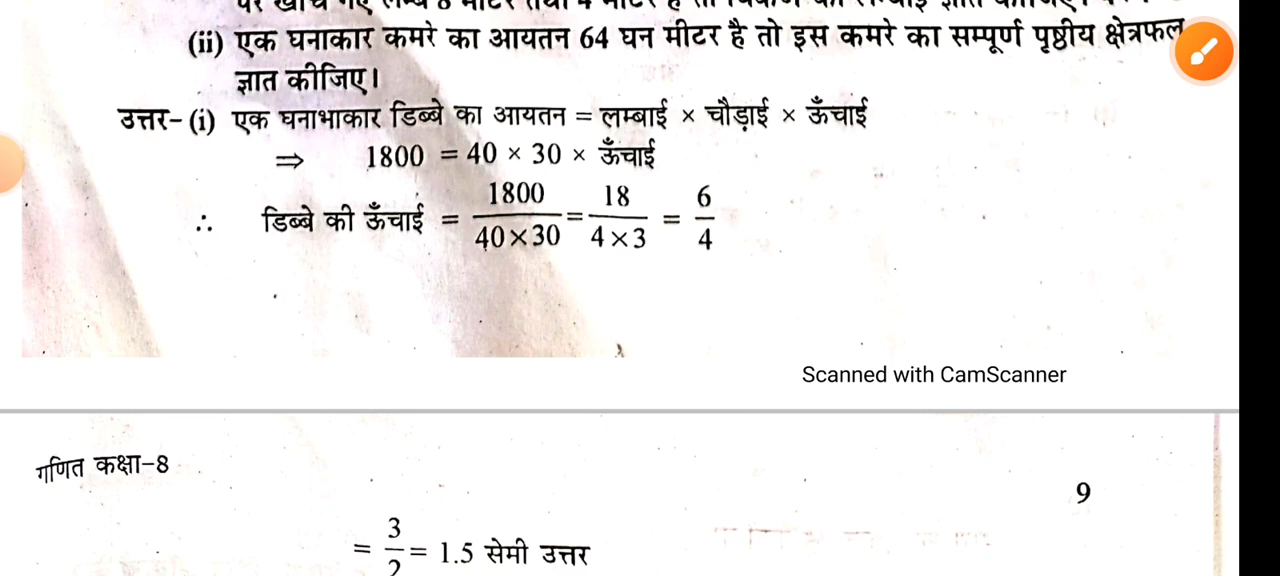 (ii) एक घनाकार कमरे का आयतन 64 घन मीटर है तो इस कमरे का सम्पूर्ण पृष्ठीय क्षेत्रफल
ज्ञात कीजिए।
उत्तर- (i) एक घनाभाकार डिब्बे का आयतन = लम्बाई × चौड़ाई × ऊँचाई
⇒ 1800 = 40 × 30 × ऊँचाई
∴ डिब्बे की ऊँचाई = 1800/40×30 = 18/4×3 = 6/4
Scanned with CamScanner
गणित कक्षा-8
9
= 3/2 = 1.5 सेमी उत्तर